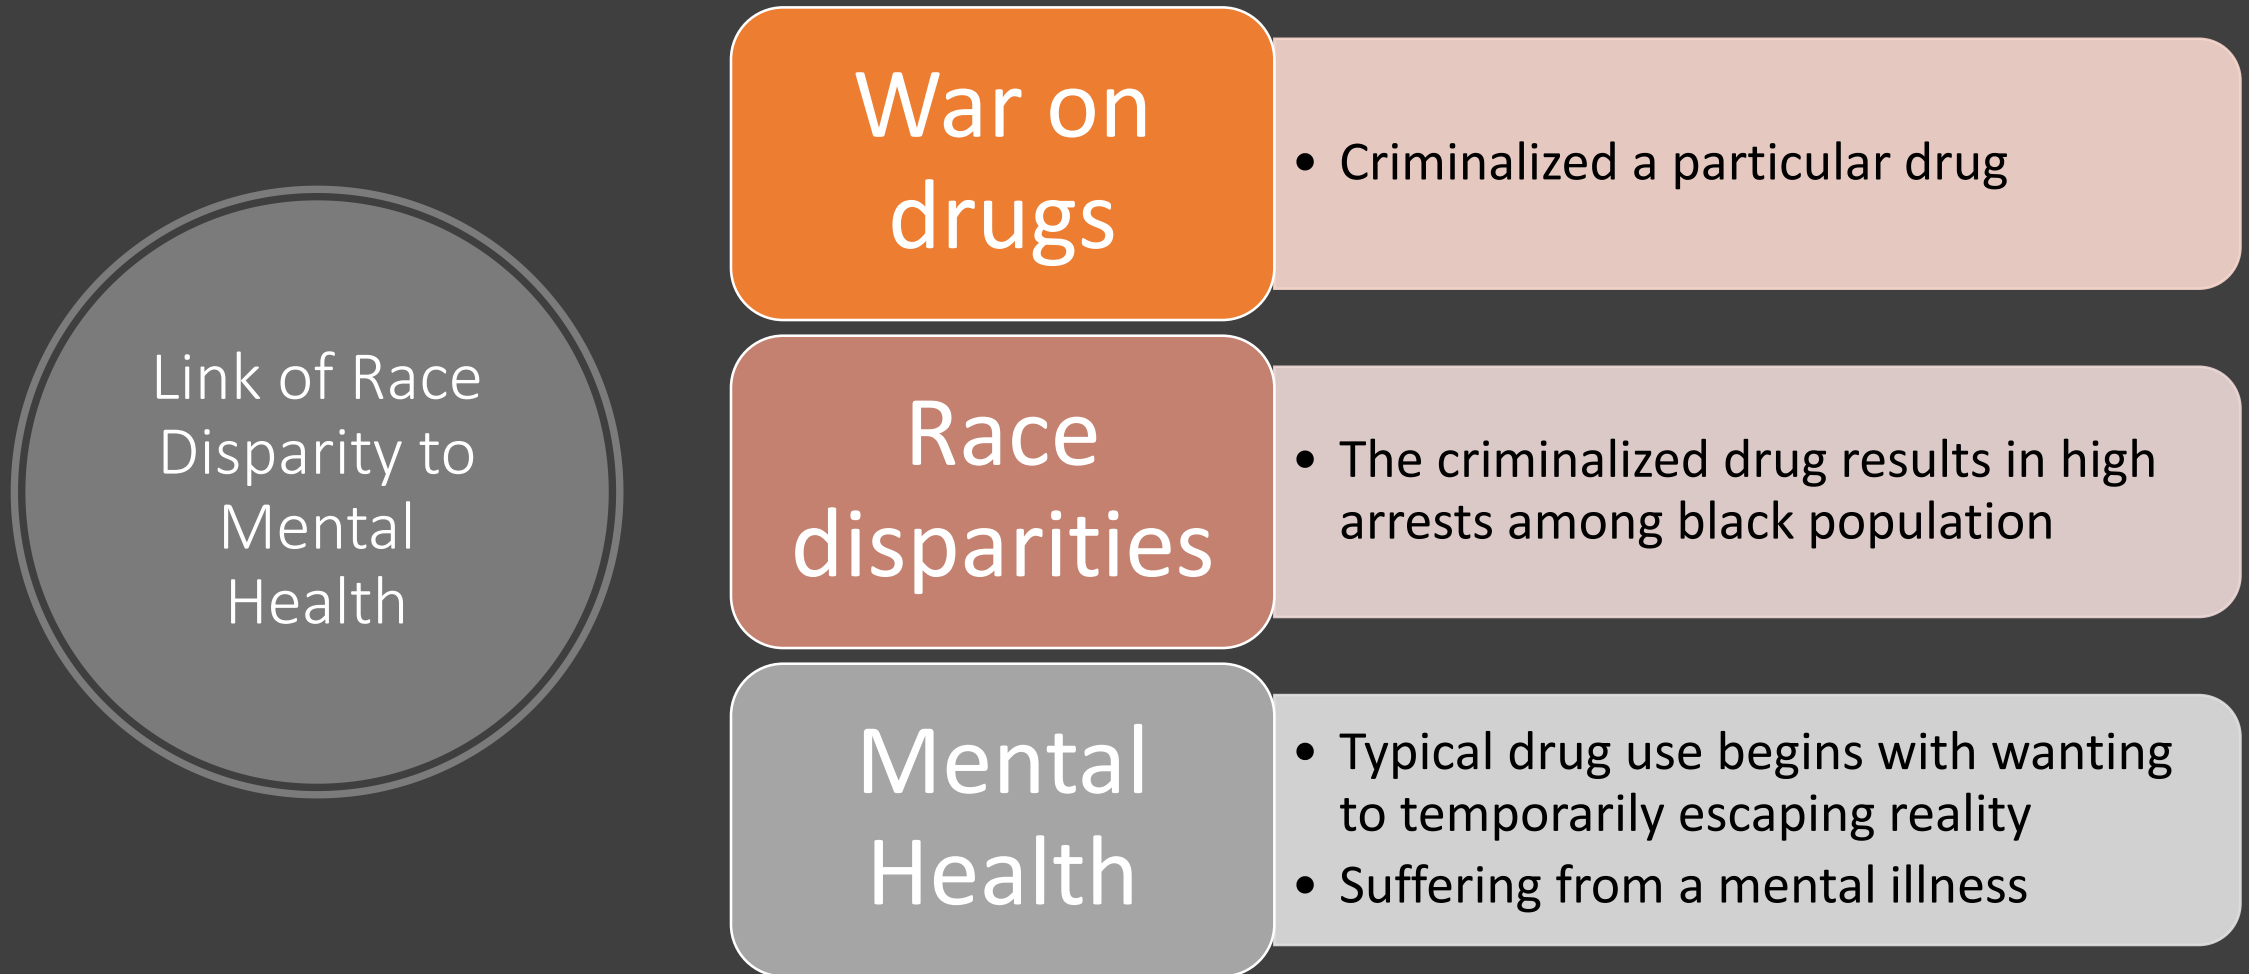 Link of Race
Disparity to
Mental
Health
War on
drugs
• Criminalized a particular drug
Race
disparities
• The criminalized drug results in high
arrests among black population
Mental
Health
• Typical drug use begins with wanting
to temporarily escaping reality
• Suffering from a mental illness